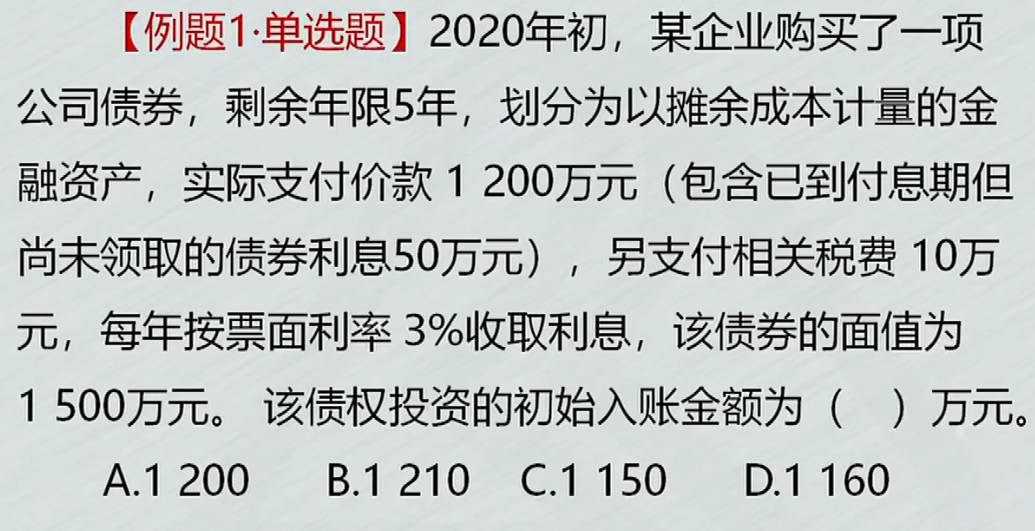 【例题1·单选题】2020年初，某企业购买了一项
公司债券，剩余年限5年，划分为以摊余成本计量的金
融资产，实际支付价款 1 200万元（包含已到付息期但
尚未领取的债券利息50万元），另支付相关税费 10万
元，每年按票面利率 3%收取利息，该债券的面值为
1 500万元。 该债权投资的初始入账金额为（　）万元。
A.1 200 B.1 210 C.1 150 D.1 160